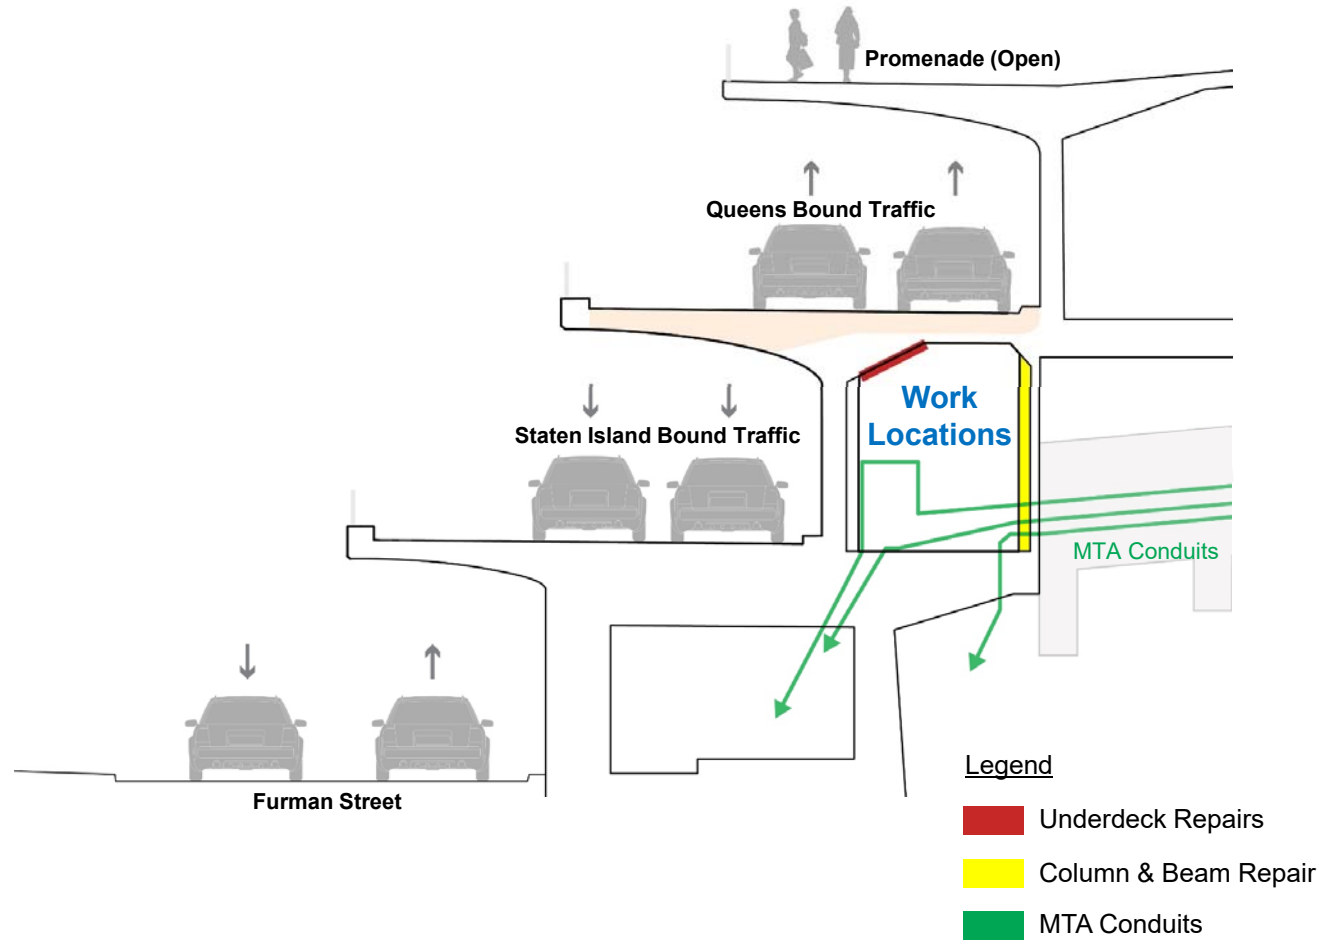 Promenade (Open)
Queens Bound Traffic
Work
Locations
Staten Island Bound Traffic
MTA Conduits
Furman Street
Legend
Underdeck Repairs
Column & Beam Repair
MTA Conduits